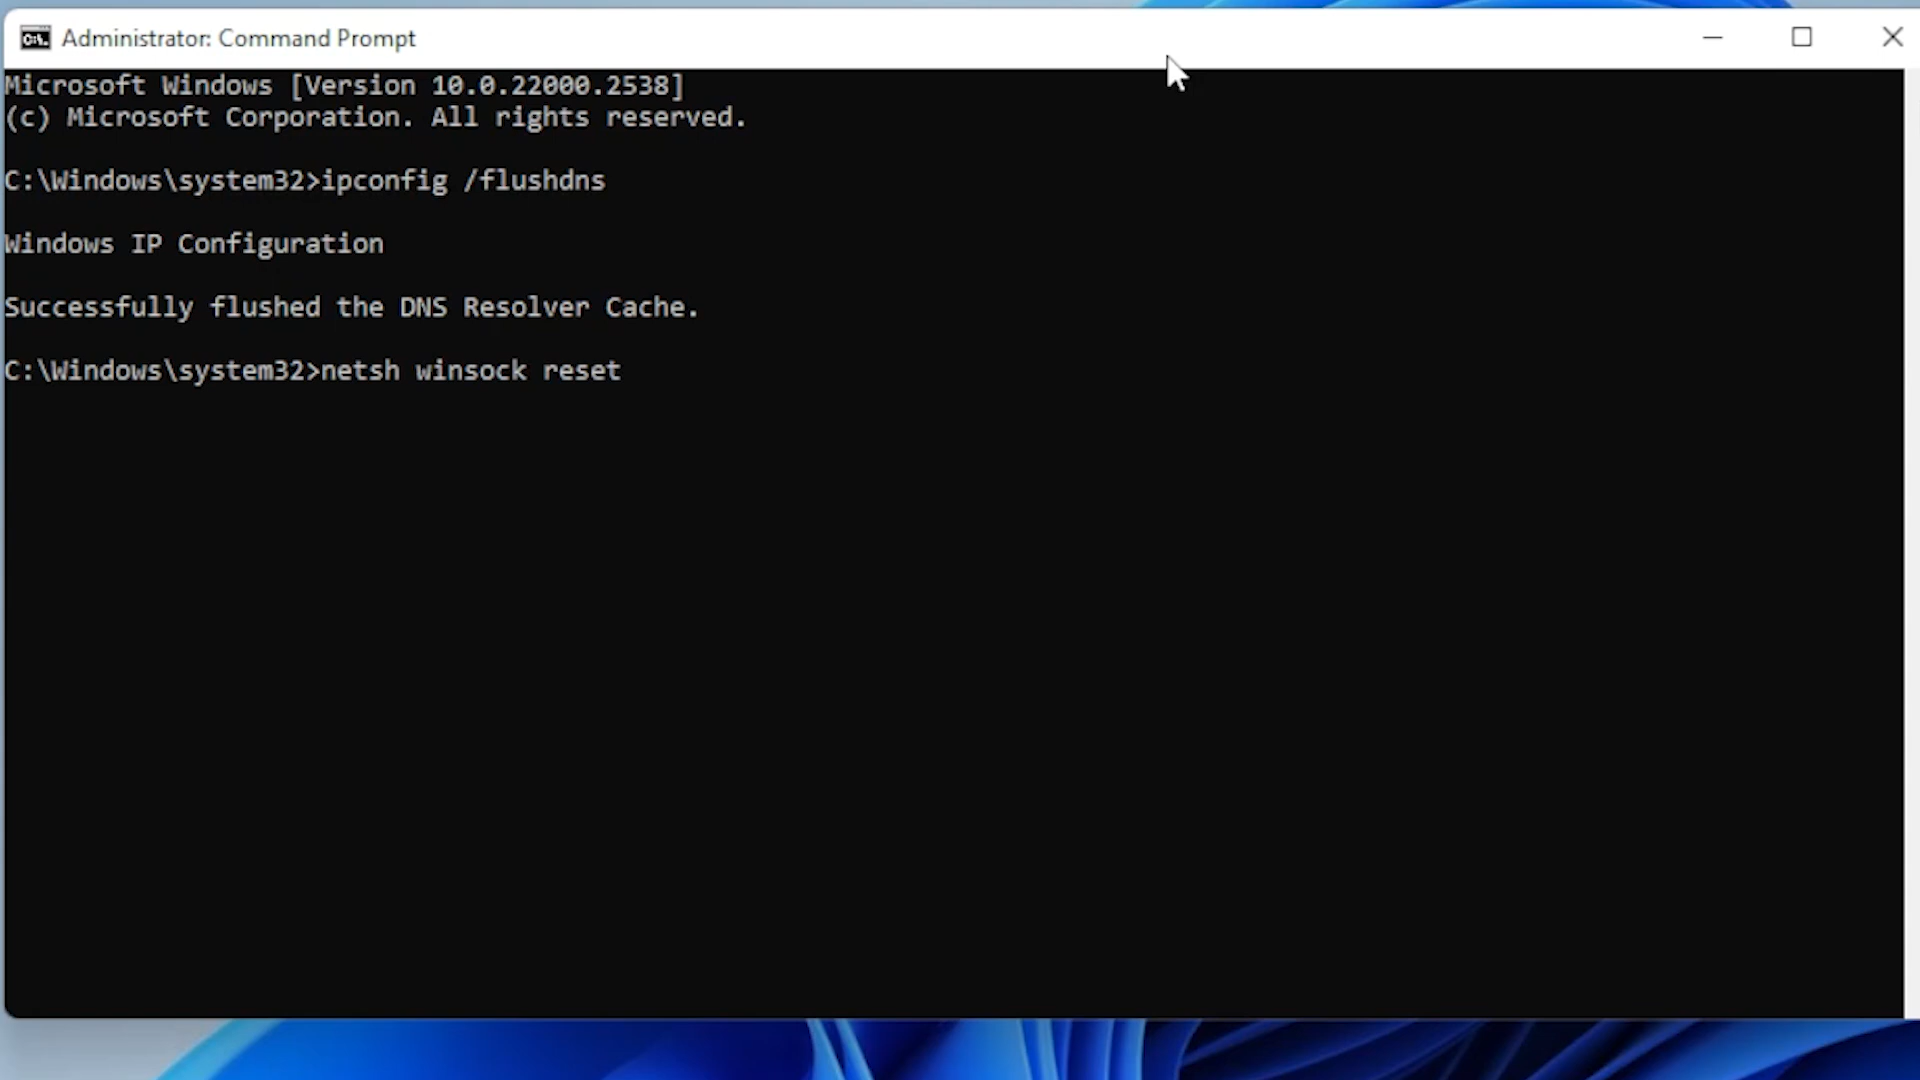 Administrator: Command Prompt
Microsoft Windows [Version 10.0.22000.2538]
(c) Microsoft Corporation. All rights reserved.
C:\Windows\system32>ipconfig /flushdns
Windows IP Configuration
Successfully flushed the DNS Resolver Cache.
C:\Windows\system32>netsh winsock reset